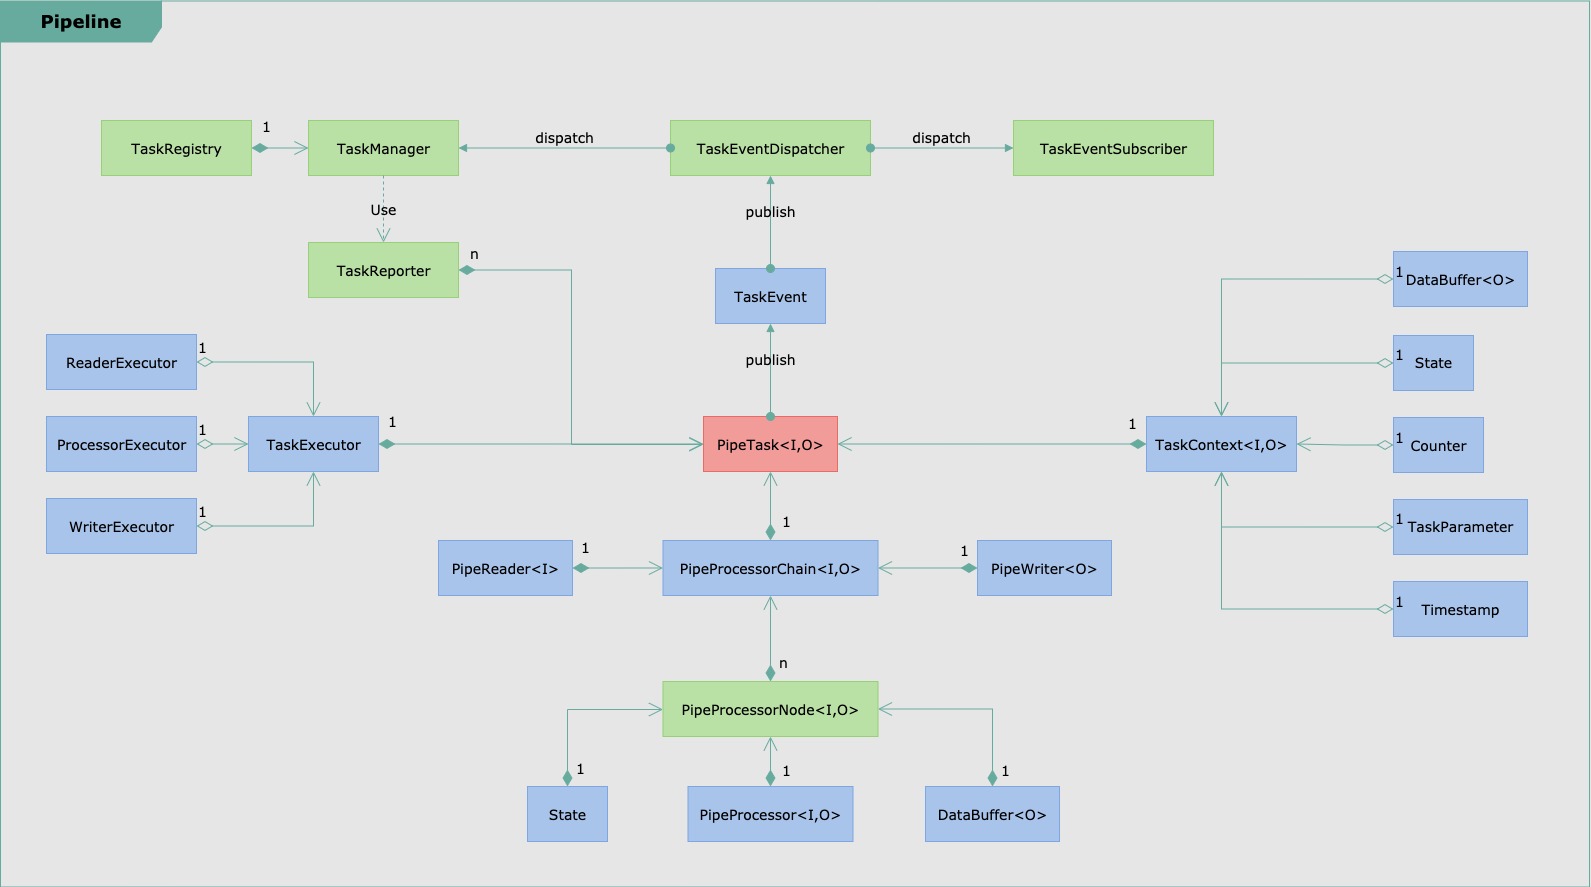 Pipeline
1
dispatch
dispatch
TaskRegistry
TaskManager
TaskEventDispatcher
TaskEventSubscriber
Use
publish
n
TaskReporter
TaskEvent
1
DataBuffer<O>
1
ReaderExecutor
publish
1
State
1
ProcessorExecutor
1
TaskExecutor
PipeTask<I,O>
1
TaskContext<I,O>
1
Counter
1
WriterExecutor
1
1
TaskParameter
1
PipeReader<I>
PipeProcessorChain<I,O>
1
PipeWriter<O>
1
Timestamp
n
PipeProcessorNode<I,O>
1
1
1
State
PipeProcessor<I,O>
DataBuffer<O>